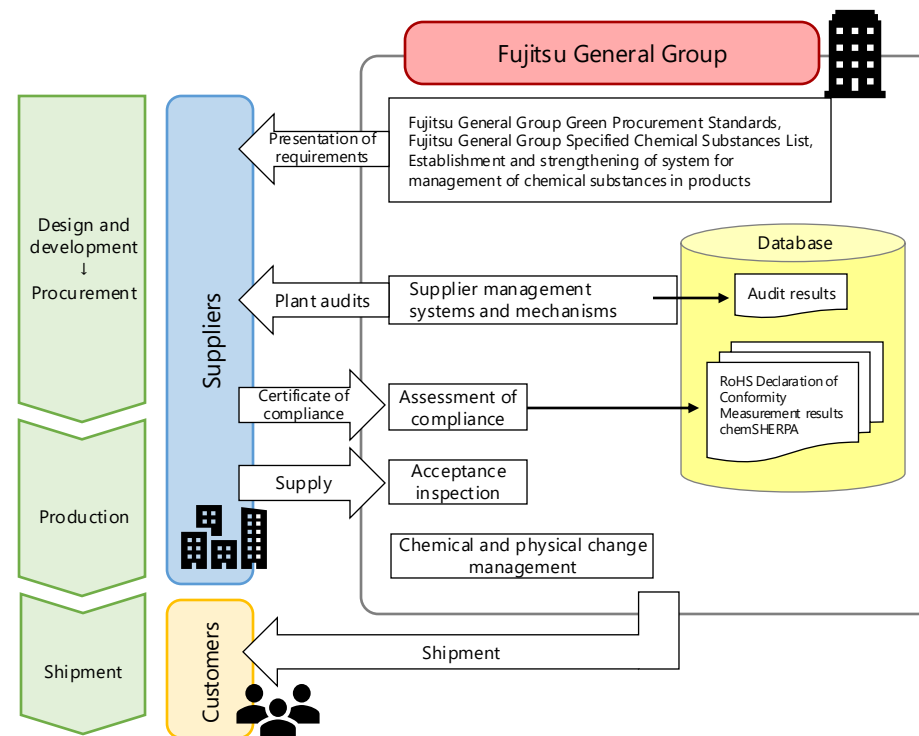 Fujitsu General Group
Presentation of
requirements
Fujitsu General Group Green Procurement Standards,
Fujitsu General Group Specified Chemical Substances List,
Establishment and strengthening of system for
management of chemical substances in products
Design and
development
↓
Procurement
Suppliers
Plant audits
Supplier management
systems and mechanisms
Database
Audit results
Certificate of
compliance
Assessment of
compliance
RoHS Declaration of
Conformity
Measurement results
chemSHERPA
Production
Supply
Acceptance
inspection
Chemical and physical change
management
Shipment
Customers
Shipment